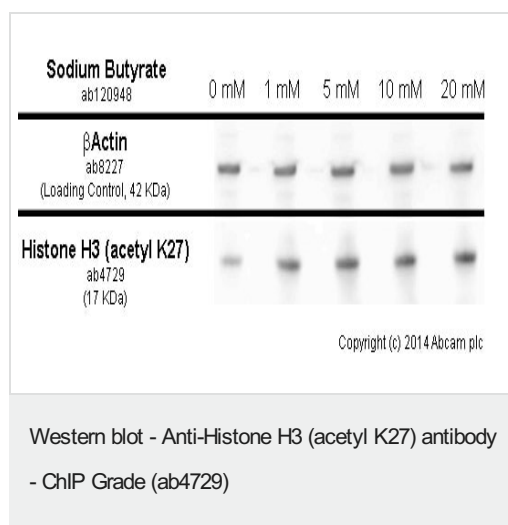 Sodium Butyrate
ab120948
0 mM 1 mM 5 mM 10 mM 20 mM
βActin
ab8227
(Loading Control, 42 KDa)
Histone H3 (acetyl K27)
ab4729
(17 KDa)
Copyright (c) 2014 Abcam plc
Western blot - Anti-Histone H3 (acetyl K27) antibody
- ChIP Grade (ab4729)